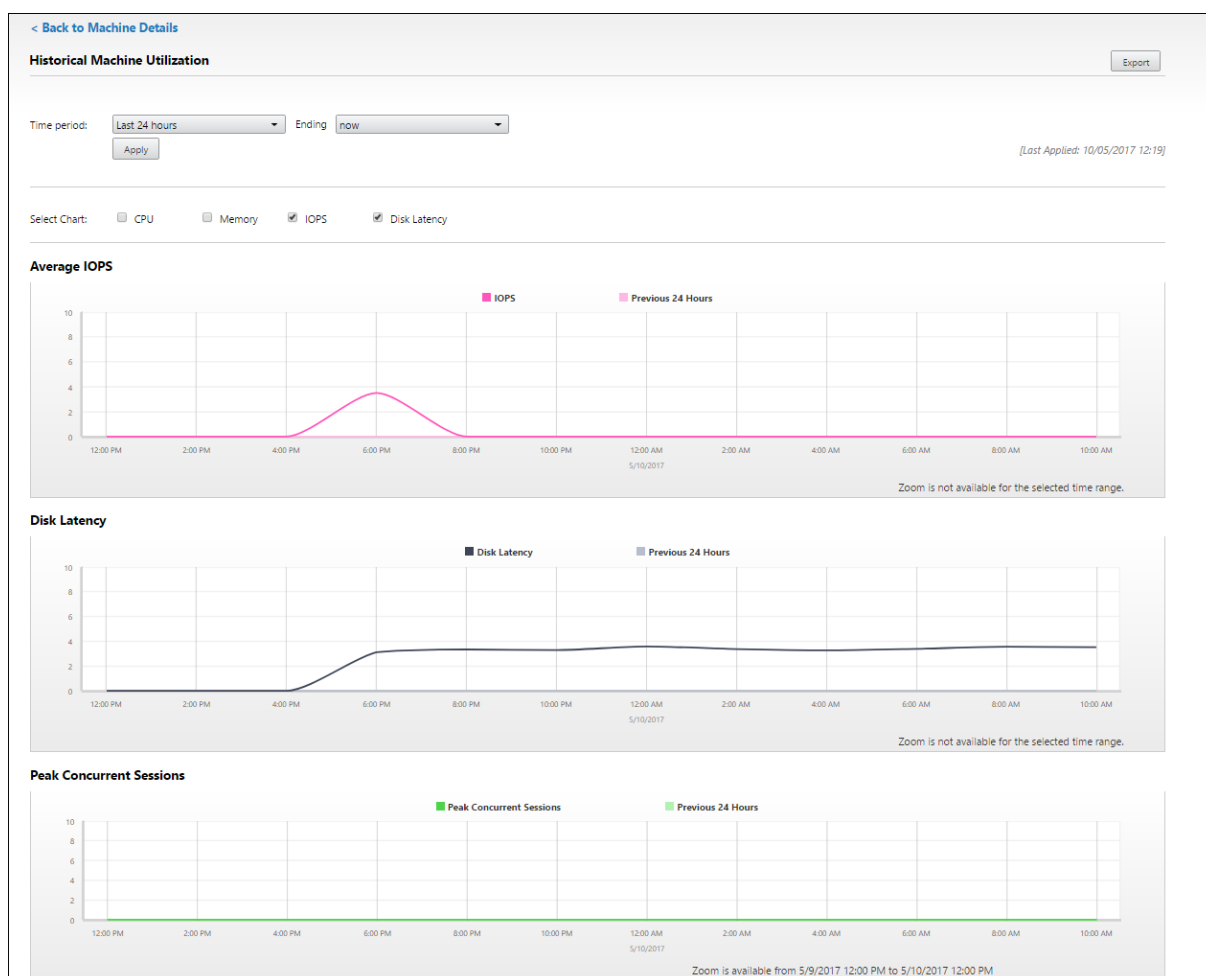 < Back to Machine Details
Historical Machine Utilization
Export
Time period: Last 24 hours Ending now
Apply
[Last Applied: 10/05/2017 12:19]
Select Chart: CPU Memory IOPS Disk Latency
Average IOPS
IOPS Previous 24 Hours
10
8
6
4
2
0
12:00 PM 2:00 PM 4:00 PM 6:00 PM 8:00 PM 10:00 PM 12:00 AM 2:00 AM 4:00 AM 6:00 AM 8:00 AM 10:00 AM
5/10/2017
Zoom is not available for the selected time range.
Disk Latency
Disk Latency Previous 24 Hours
10
8
6
4
2
0
12:00 PM 2:00 PM 4:00 PM 6:00 PM 8:00 PM 10:00 PM 12:00 AM 2:00 AM 4:00 AM 6:00 AM 8:00 AM 10:00 AM
5/10/2017
Zoom is not available for the selected time range.
Peak Concurrent Sessions
Peak Concurrent Sessions Previous 24 Hours
10
8
6
4
2
0
12:00 PM 2:00 PM 4:00 PM 6:00 PM 8:00 PM 10:00 PM 12:00 AM 2:00 AM 4:00 AM 6:00 AM 8:00 AM 10:00 AM
5/10/2017
Zoom is available from 5/9/2017 12:00 PM to 5/10/2017 12:00 PM